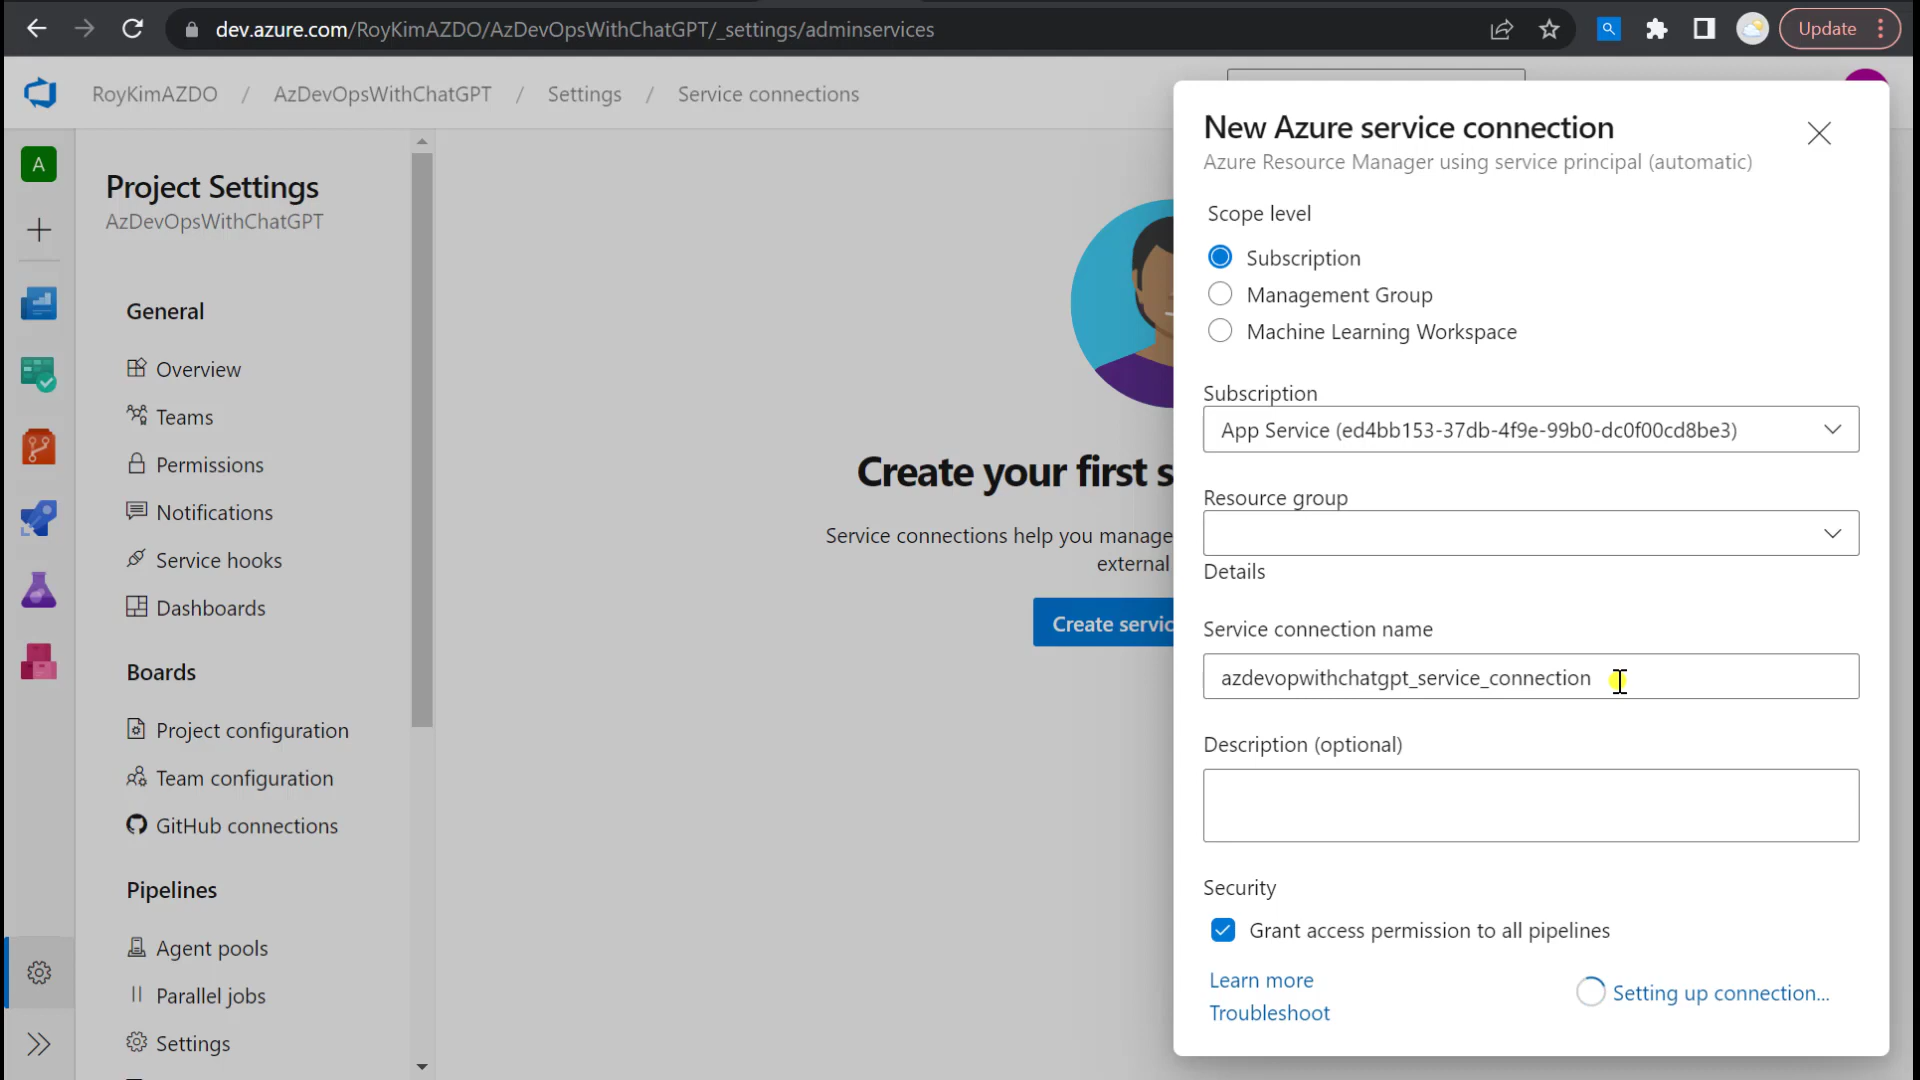 dev.azure.com/RoyKimAZDO/AzDevOpsWithChatGPT/_settings/adminservices
Update
RoyKimAZDO / AzDevOpsWithChatGPT / Settings / Service connections
A
Project Settings
AzDevOpsWithChatGPT
General
Overview
Teams
Permissions
Notifications
Service hooks
Dashboards
Boards
Project configuration
Team configuration
GitHub connections
Pipelines
Agent pools
Parallel jobs
Settings
Create your first s
Service connections help you manage
external
Create servic
New Azure service connection
Azure Resource Manager using service principal (automatic)
Scope level
Subscription
Management Group
Machine Learning Workspace
Subscription
App Service (ed4bb153-37db-4f9e-99b0-dc0f00cd8be3)
Resource group
Details
Service connection name
azdevopwithchatgpt_service_connection
Description (optional)
Security
Grant access permission to all pipelines
Learn more
Troubleshoot
Setting up connection...